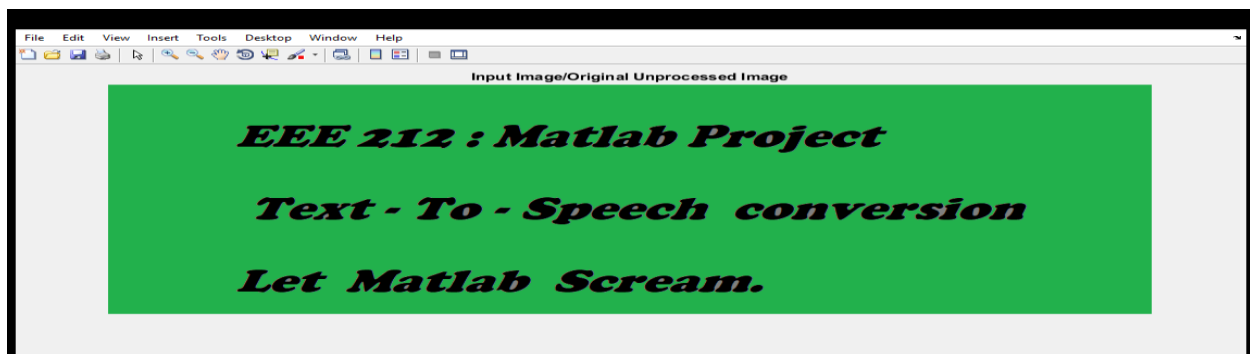 File Edit View Insert Tools Desktop Window Help
Input Image/Original Unprocessed Image
EEE 212 : Matlab Project
Text - To - Speech conversion
Let Matlab Scream.